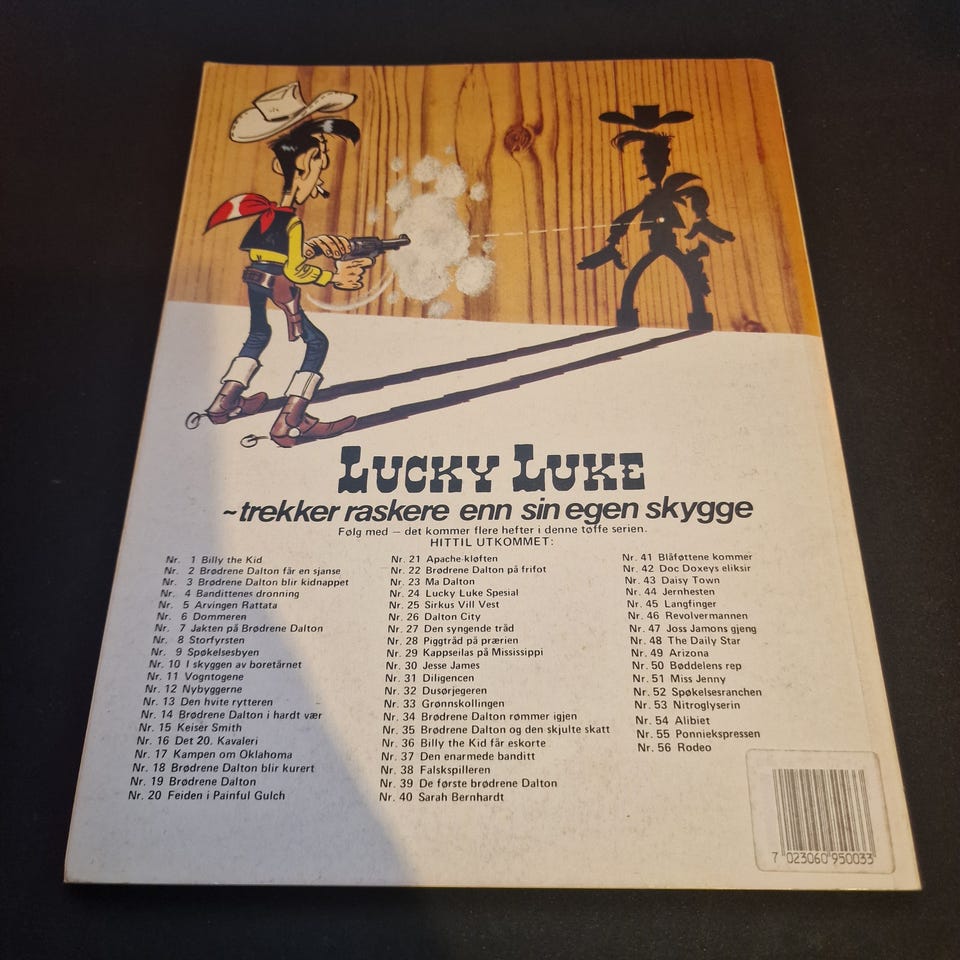 LUCKY LUKE
~trekker raskere enn sin egen skygge
Følg med — det kommer flere hefter i denne tøffe serien.
HITTIL UTKOMMET:
Nr. 1 Billy the Kid
Nr. 2 Brødrene Dalton får en sjanse
Nr. 3 Brødrene Dalton blir kidnappet
Nr. 4 Bandittenes dronning
Nr. 5 Arvingen Rattata
Nr. 6 Dommeren
Nr. 7 Jakten på Brødrene Dalton
Nr. 8 Storfyrsten
Nr. 9 Spøkelsesbyen
Nr. 10 I skyggen av boretårnet
Nr. 11 Vogntogene
Nr. 12 Nybyggerne
Nr. 13 Den hvite rytteren
Nr. 14 Brødrene Dalton i hardt vær
Nr. 15 Keiser Smith
Nr. 16 Det 20. Kavaleri
Nr. 17 Kampen om Oklahoma
Nr. 18 Brødrene Dalton blir kurert
Nr. 19 Brødrene Dalton
Nr. 20 Feiden i Painful Gulch
Nr. 21 Apache-kløften
Nr. 22 Brødrene Dalton på frifot
Nr. 23 Ma Dalton
Nr. 24 Lucky Luke Spesial
Nr. 25 Sirkus Vill Vest
Nr. 26 Dalton City
Nr. 27 Den syngende tråd
Nr. 28 Piggtråd på prærien
Nr. 29 Kappseilas på Mississippi
Nr. 30 Jesse James
Nr. 31 Diligencen
Nr. 32 Dusørjegeren
Nr. 33 Grønnskollingen
Nr. 34 Brødrene Dalton rømmer igjen
Nr. 35 Brødrene Dalton og den skjulte skatt
Nr. 36 Billy the Kid får eskorte
Nr. 37 Den enarmede banditt
Nr. 38 Falskspilleren
Nr. 39 De første brødrene Dalton
Nr. 40 Sarah Bernhardt
Nr. 41 Blåføttene kommer
Nr. 42 Doc Doxeys eliksir
Nr. 43 Daisy Town
Nr. 44 Jernhesten
Nr. 45 Langfinger
Nr. 46 Revolvermannen
Nr. 47 Joss Jamons gjeng
Nr. 48 The Daily Star
Nr. 49 Arizona
Nr. 50 Bøddelens rep
Nr. 51 Miss Jenny
Nr. 52 Spøkelsesranchen
Nr. 53 Nitroglyserin
Nr. 54 Alibiet
Nr. 55 Ponniekspressen
Nr. 56 Rodeo
7 023060 950033